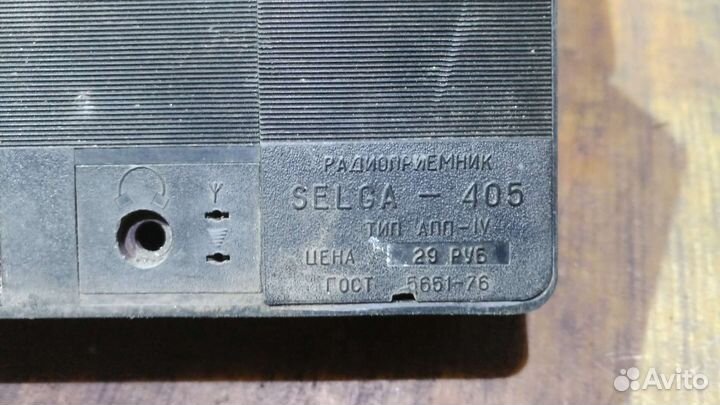 РАДИОПРИЕМНИК
SELGA - 405
ТИП АПП-IV
ЦЕНА 29 РУБ
ГОСТ 5651-76
Avito